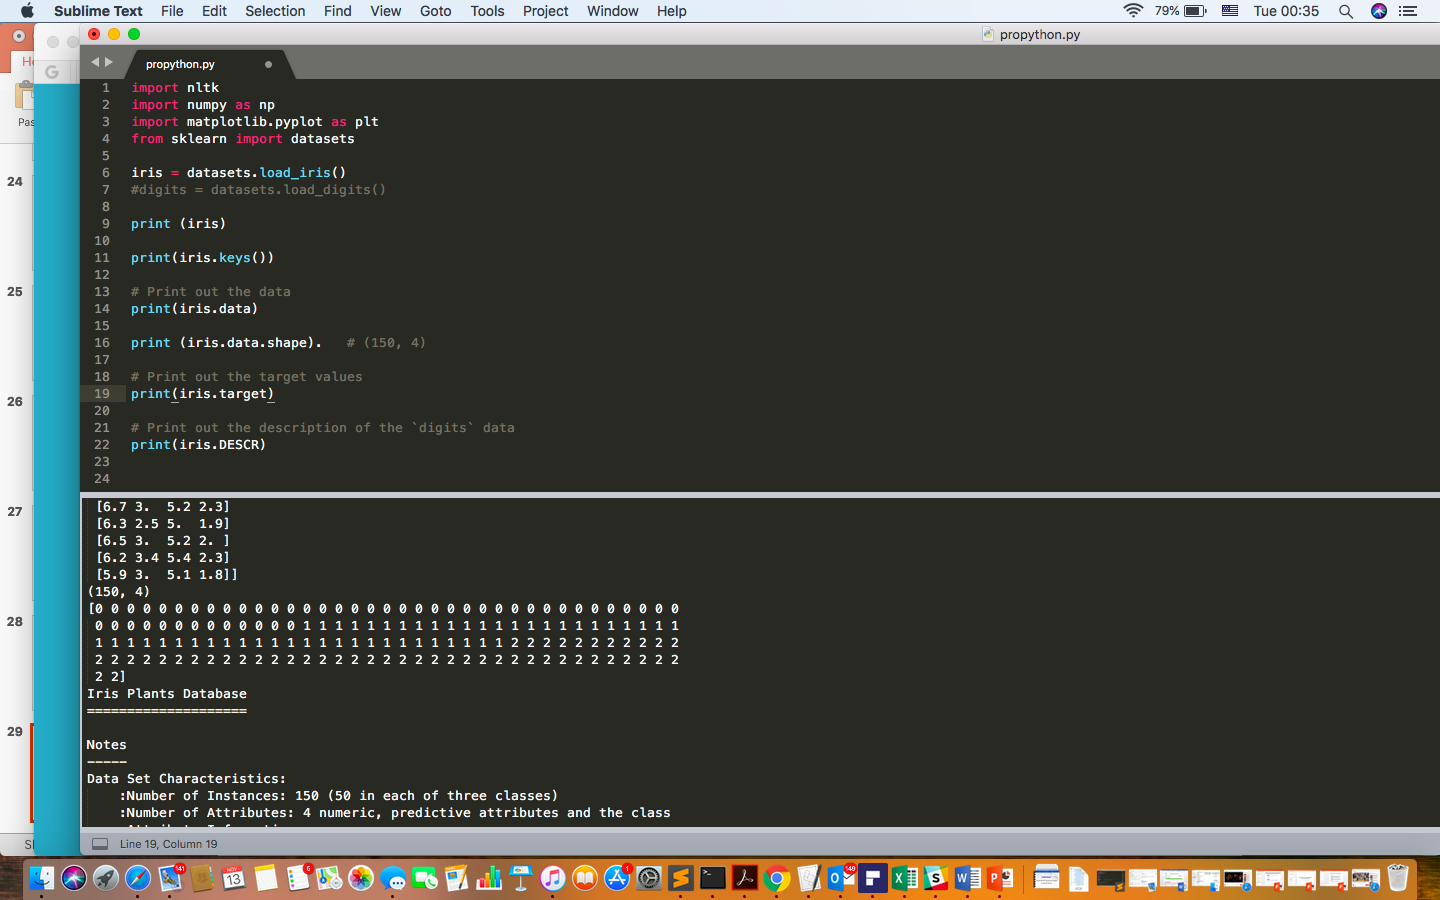 Sublime Text File Edit Selection Find View Goto Tools Project Window Help 79% Tue 00:35
propython.py
propython.py
1 import nltk
2 import numpy as np
3 import matplotlib.pyplot as plt
4 from sklearn import datasets
5
6 iris = datasets.load_iris()
7 #digits = datasets.load_digits()
8
9 print (iris)
10
11 print(iris.keys())
12
13 # Print out the data
14 print(iris.data)
15
16 print (iris.data.shape).   # (150, 4)
17
18 # Print out the target values
19 print(iris.target)
20
21 # Print out the description of the `digits` data
22 print(iris.DESCR)
23
24
[6.7 3.  5.2 2.3]
[6.3 2.5 5.  1.9]
[6.5 3.  5.2 2. ]
[6.2 3.4 5.4 2.3]
[5.9 3.  5.1 1.8]]
(150, 4)
[0 0 0 0 0 0 0 0 0 0 0 0 0 0 0 0 0 0 0 0 0 0 0 0 0 0 0 0 0 0 0 0 0 0 0 0 0
0 0 0 0 0 0 0 0 0 0 0 0 0 1 1 1 1 1 1 1 1 1 1 1 1 1 1 1 1 1 1 1 1 1 1 1 1
1 1 1 1 1 1 1 1 1 1 1 1 1 1 1 1 1 1 1 1 1 1 1 1 1 1 2 2 2 2 2 2 2 2 2 2 2
2 2 2 2 2 2 2 2 2 2 2 2 2 2 2 2 2 2 2 2 2 2 2 2 2 2 2 2 2 2 2 2 2 2 2 2 2
2 2]
Iris Plants Database
====================
Notes
-----
Data Set Characteristics:
:Number of Instances: 150 (50 in each of three classes)
:Number of Attributes: 4 numeric, predictive attributes and the class
Line 19, Column 19
24
25
26
27
28
29
NOV
13